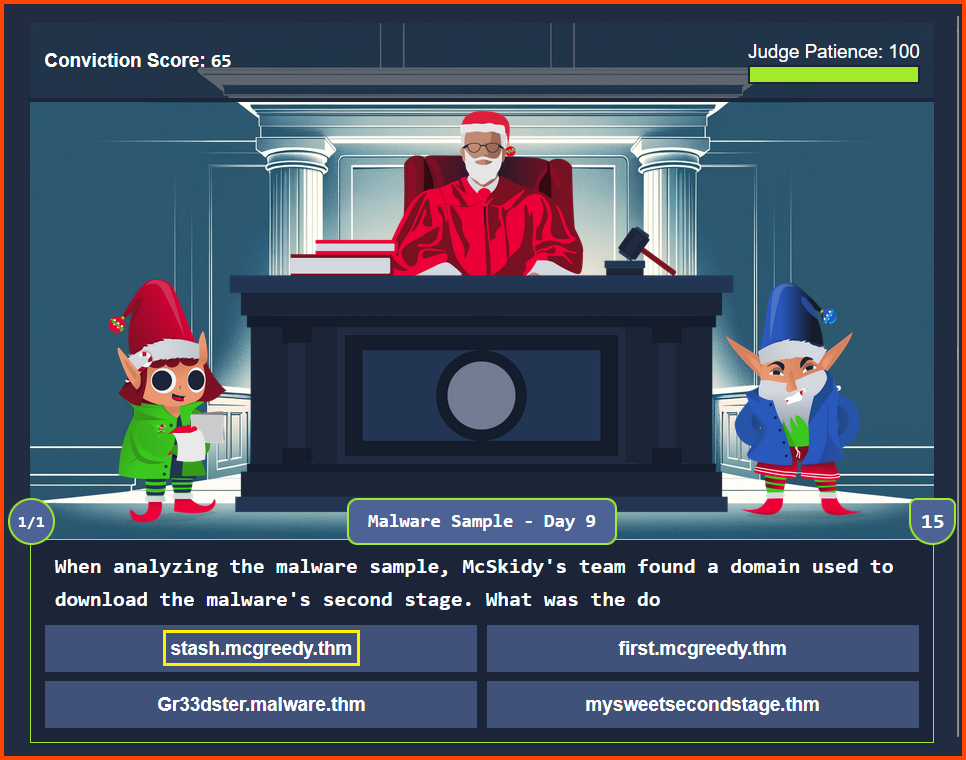 Conviction Score: 65
Judge Patience: 100
1/1
Malware Sample - Day 9
15
When analyzing the malware sample, McSkidy's team found a domain used to
download the malware's second stage. What was the do
stash.mcgreedy.thm
first.mcgreedy.thm
Gr33dster.malware.thm
mysweetsecondstage.thm